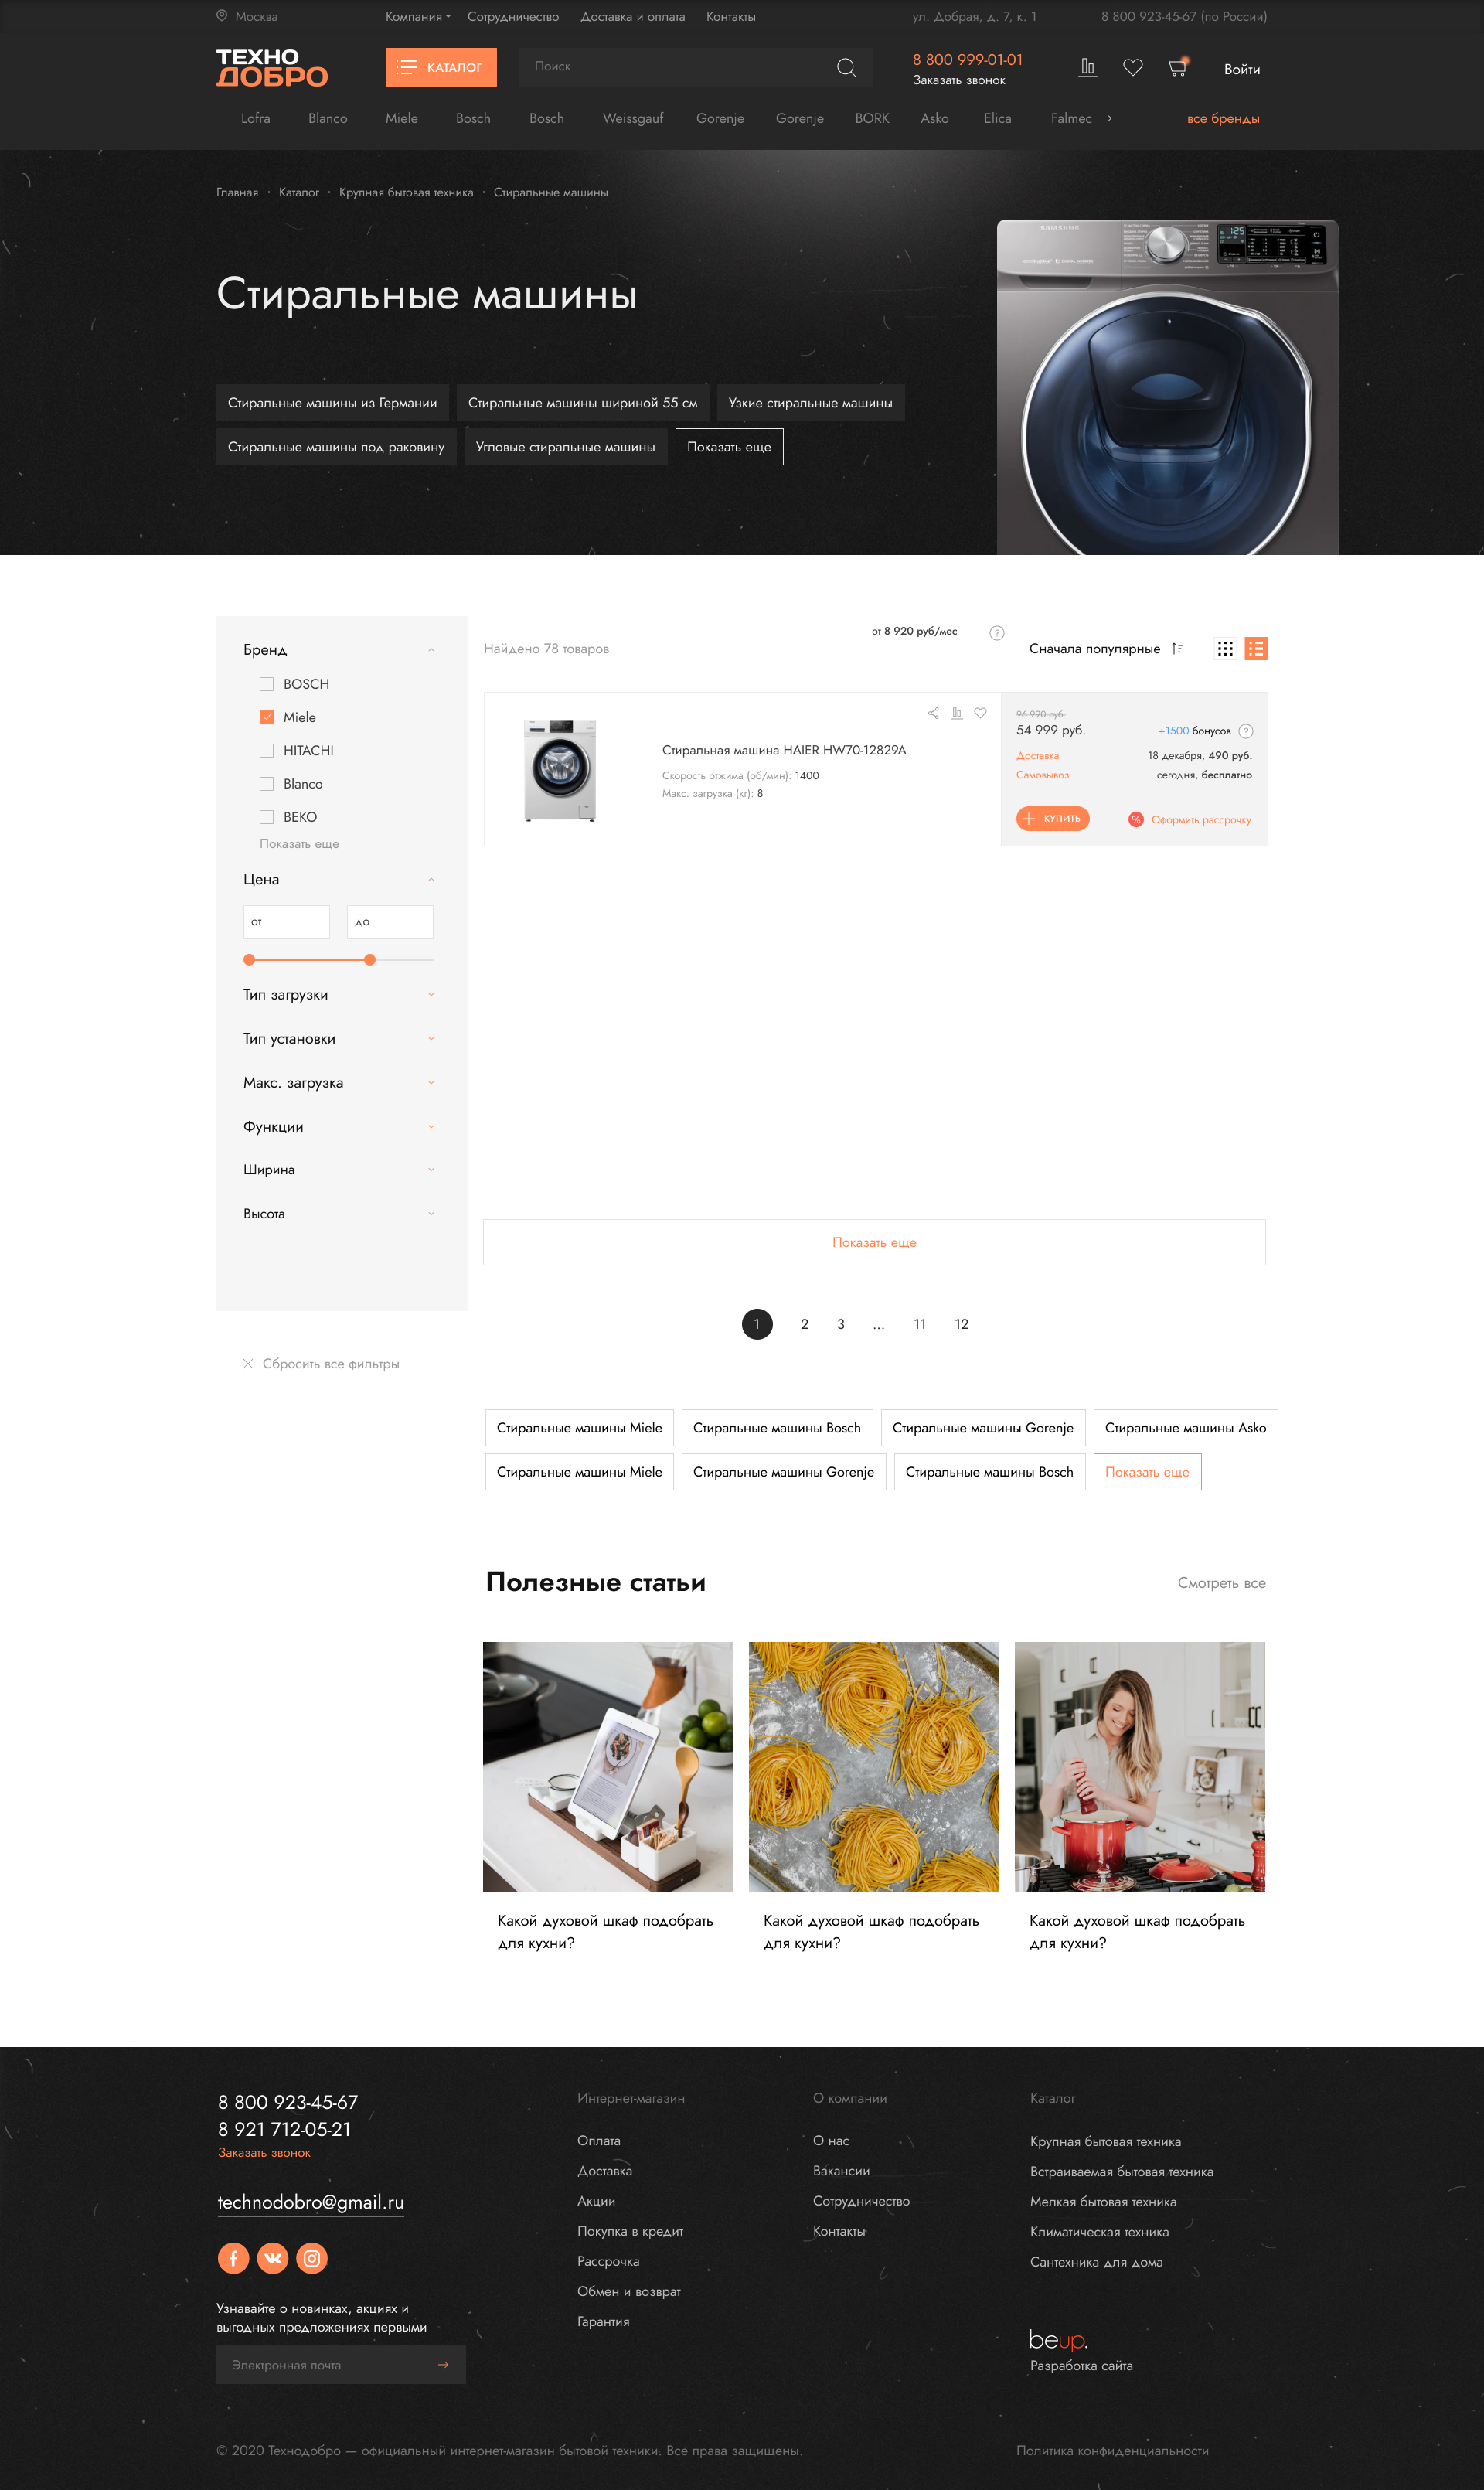 Москва
Компания
Сотрудничество
Доставка и оплата
Контакты
ул. Добрая, д. 7, к. 1
8 800 923-45-67 (по России)
ТЕХНО
ДОБРО
КАТАЛОГ
Поиск
8 800 999-01-01
Заказать звонок
Войти
Lofra
Blanco
Miele
Bosch
Bosch
Weissgauf
Gorenje
Gorenje
BORK
Asko
Elica
Falmec
все бренды
Главная · Каталог · Крупная бытовая техника · Стиральные машины
SAMSUNG
1:25
Стиральные машины
Стиральные машины из Германии
Стиральные машины шириной 55 см
Узкие стиральные машины
Стиральные машины под раковину
Угловые стиральные машины
Показать еще
Бренд
BOSCH
Miele
HITACHI
Blanco
BEKO
Показать еще
Цена
от
до
Тип загрузки
Тип установки
Макс. загрузка
Функции
Ширина
Высота
Сбросить все фильтры
Найдено 78 товаров
от 8 920 руб/мес
?
Сначала популярные
Стиральная машина HAIER HW70-12829A
Скорость отжима (об/мин): 1400
Макс. загрузка (кг): 8
96 990 руб.
54 999 руб.
+1500 бонусов
?
Доставка
18 декабря, 490 руб.
Самовывоз
сегодня, бесплатно
КУПИТЬ
%
Оформить рассрочку
Показать еще
1
2
3
...
11
12
Стиральные машины Miele
Стиральные машины Bosch
Стиральные машины Gorenje
Стиральные машины Asko
Стиральные машины Miele
Стиральные машины Gorenje
Стиральные машины Bosch
Показать еще
Полезные статьи
Смотреть все
Какой духовой шкаф подобрать
для кухни?
Какой духовой шкаф подобрать
для кухни?
Какой духовой шкаф подобрать
для кухни?
8 800 923-45-67
8 921 712-05-21
Заказать звонок
technodobro@gmail.ru
Узнавайте о новинках, акциях и
выгодных предложениях первыми
Электронная почта
Интернет-магазин
Оплата
Доставка
Акции
Покупка в кредит
Рассрочка
Обмен и возврат
Гарантия
О компании
О нас
Вакансии
Сотрудничество
Контакты
Каталог
Крупная бытовая техника
Встраиваемая бытовая техника
Мелкая бытовая техника
Климатическая техника
Сантехника для дома
beup.
Разработка сайта
© 2020 Технодобро — официальный интернет-магазин бытовой техники. Все права защищены.
Политика конфиденциальности